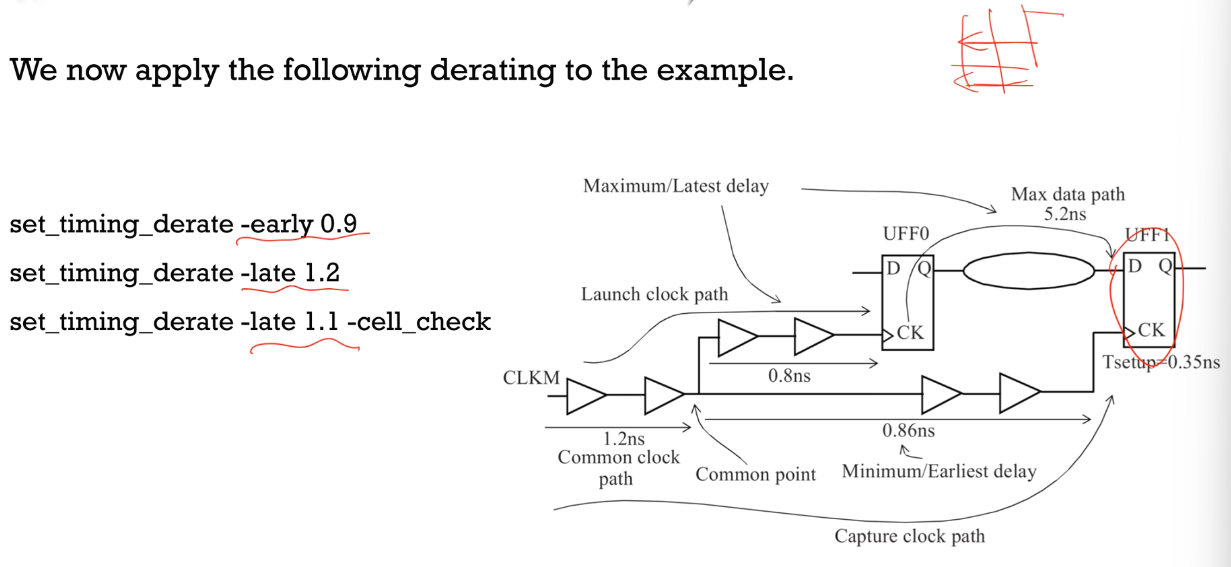 We now apply the following derating to the example.
Maximum/Latest delay
Max data path
5.2ns
set_timing_derate -early 0.9
UFF0
UFF1
D Q
D Q
set_timing_derate -late 1.2
Launch clock path
set_timing_derate -late 1.1 -cell_check
CK
CK
Tsetup=0.35ns
CLKM
0.8ns
0.86ns
1.2ns
Common clock
path
Common point
Minimum/Earliest delay
Capture clock path